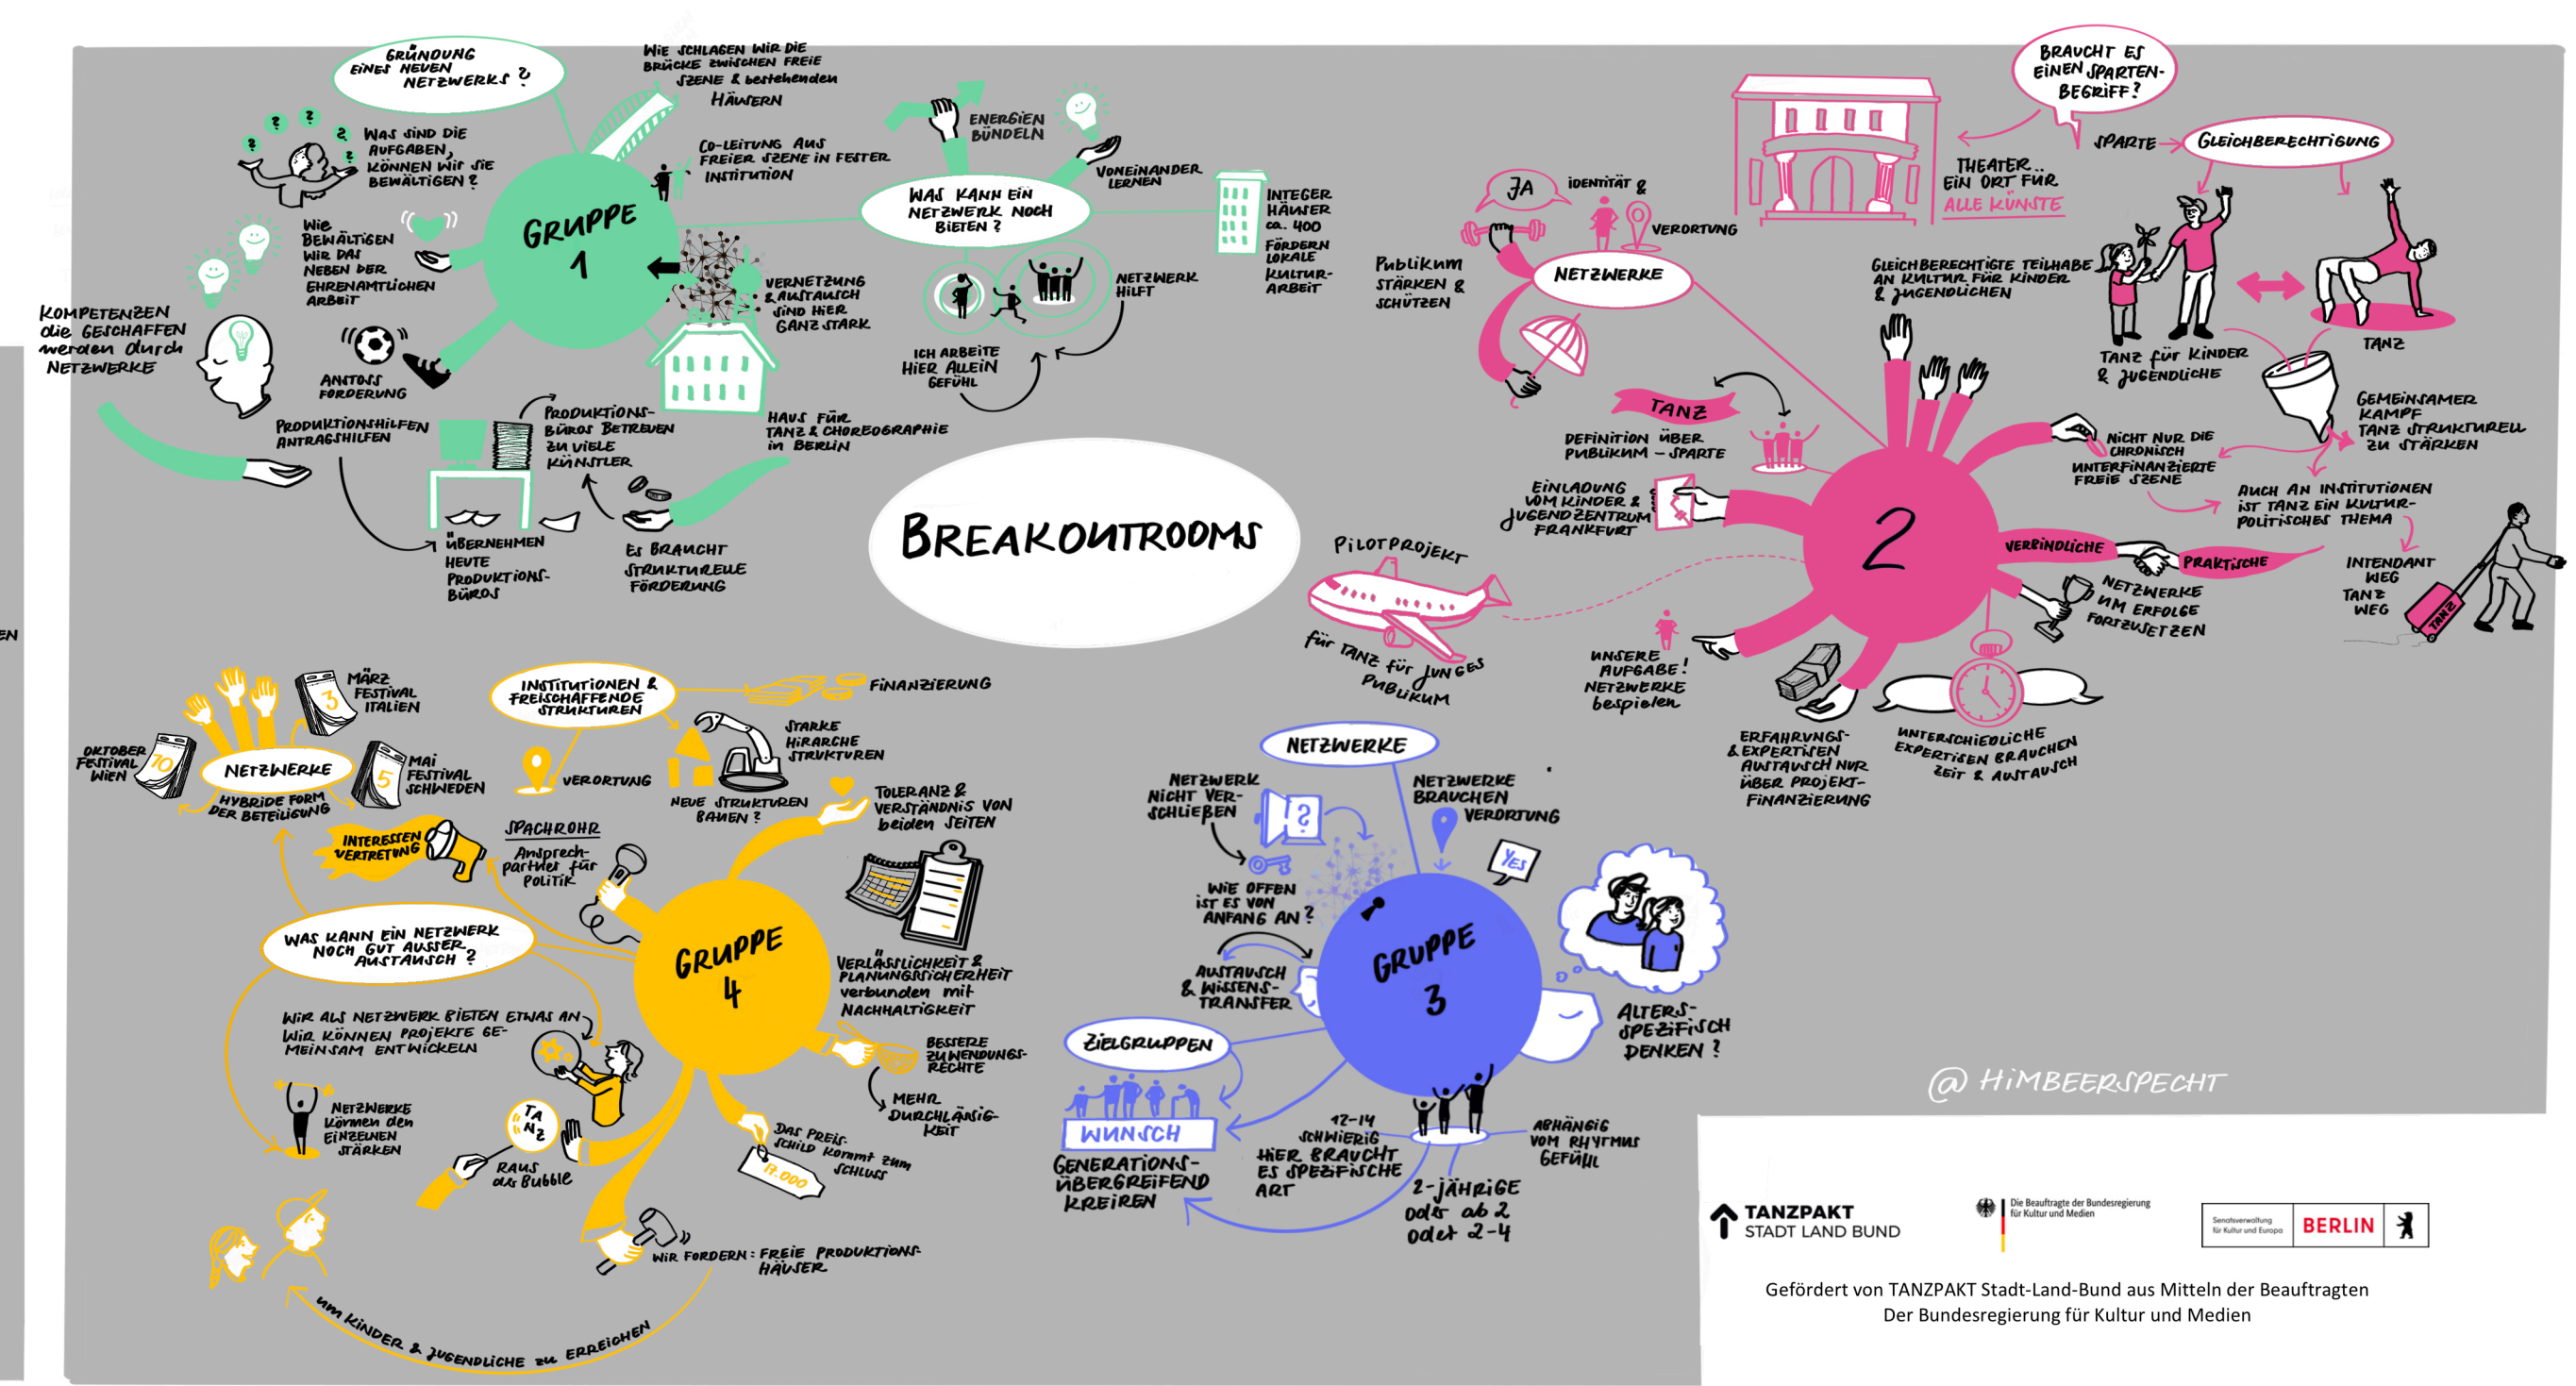 GRÜNDUNG
EINES NEUEN
NETZWERKS?
WIE SCHLAGEN WIR DIE
BRÜCKE ZWISCHEN FREIE
SZENE & bestehenden
HÄUSERN
WAS SIND DIE
AUFGABEN,
KÖNNEN WIR SIE
BEWÄLTIGEN?
CO-LEITUNG AUS
FREIER SZENE IN FESTER
INSTITUTION
GRUPPE
1
WIE
BEWÄLTIGEN
WIR DAS
NEBEN DER
EHRENAMTLICHEN
ARBEIT
KOMPETENZEN
die GESCHAFFEN
werden durch
NETZWERKE
ANSTOSS
FORDERUNG
VERNETZUNG
& AUSTAUSCH
SIND HIER
GANZ STARK
HAUS FÜR
TANZ & CHOREOGRAPHIE
in BERLIN
PRODUKTIONSHILFEN
ANTRAGSHILFEN
PRODUKTIONS-
BÜROS BETREUEN
ZU VIELE
KÜNSTLER
ÜBERNEHMEN
HEUTE
PRODUKTIONS-
BÜROS
ES BRAUCHT
STRUKTURELLE
FÖRDERUNG
ENERGIEN
BÜNDELN
VONEINANDER
LERNEN
WAS KANN EIN
NETZWERK NOCH
BIETEN?
INTEGER
HÄUSER
ca. 400
FÖRDERN
LOKALE
KULTUR-
ARBEIT
NETZWERK
HILFT
ICH ARBEITE
HIER ALLEIN
GEFÜHL
BREAKOUTROOMS
BRAUCHT ES
EINEN SPARTEN-
BEGRIFF?
SPARTE
GLEICHBERECHTIGUNG
THEATER..
EIN ORT FÜR
ALLE KÜNSTE
JA
IDENTITÄT &
VERORTUNG
NETZWERKE
PUBLIKUM
STÄRKEN &
SCHÜTZEN
GLEICHBERECHTIGTE TEILHABE
AN KULTUR FÜR KINDER
& JUGENDLICHEN
TANZ für KINDER
& JUGENDLICHE
TANZ
GEMEINSAMER
KAMPF
TANZ STRUKTURELL
ZU STÄRKEN
TANZ
DEFINITION ÜBER
PUBLIKUM - SPARTE
EINLADUNG
VOM KINDER &
JUGENDZENTRUM
FRANKFURT
NICHT NUR DIE
CHRONISCH
UNTERFINANZIERTE
FREIE SZENE
AUCH AN INSTITUTIONEN
IST TANZ EIN KULTUR-
POLITISCHES THEMA
INTENDANT
WEG
TANZ
WEG
TANZ
2
VERBINDLICHE
PRAKTISCHE
NETZWERKE
UM ERFOLGE
FORTZUSETZEN
PILOTPROJEKT
für TANZ für JUNGES
PUBLIKUM
UNSERE
AUFGABE!
NETZWERKE
bespielen
ERFAHRUNGS-
& EXPERTISEN
AUSTAUSCH NUR
ÜBER PROJEKT-
FINANZIERUNG
UNTERSCHIEDLICHE
EXPERTISEN BRAUCHEN
ZEIT & AUSTAUSCH
NETZWERKE
NETZWERK
NICHT VER-
SCHLIEßEN
?
NETZWERKE
BRAUCHEN
VERORTUNG
YES
WIE OFFEN
IST ES VON
ANFANG AN?
AUSTAUSCH
& WISSENS-
TRANSFER
GRUPPE
3
ALTERS-
SPEZIFISCH
DENKEN?
ZIELGRUPPEN
WUNSCH
GENERATIONS-
ÜBERGREIFEND
KREIREN
12-14
SCHWIERIG
HIER BRAUCHT
ES SPEZIFISCHE
ART
2-JÄHRIGE
oder ab 2
oder 2-4
ABHÄNGIG
VOM RHYTMUS
GEFÜHL
MÄRZ
FESTIVAL
ITALIEN
3
OKTOBER
FESTIVAL
WIEN
10
NETZWERKE
MAI
FESTIVAL
SCHWEDEN
5
HYBRIDE FORM
DER BETEILIGUNG
INSTITUTIONEN &
FREISCHAFFENDE
STRUKTUREN
FINANZIERUNG
VERORTUNG
STARKE
HIRARCHE
STRUKTUREN
NEUE STRUKTUREN
BAUEN?
INTERESSEN
VERTRETUNG
SPACHROHR
Ansprech-
partner für
POLITIK
TOLERANZ &
VERSTÄNDNIS VON
beiden SEITEN
WAS KANN EIN NETZWERK
NOCH GUT AUSSER
AUSTAUSCH?
GRUPPE
4
VERLÄSSLICHKEIT &
PLANUNGSSICHERHEIT
verbunden mit
NACHHALTIGKEIT
WIR ALS NETZWERK BIETEN ETWAS AN
WIR KÖNNEN PROJEKTE GE-
MEINSAM ENTWICKELN
BESSERE
ZUWENDUNGS-
RECHTE
MEHR
DURCHLÄSSIG-
KEIT
NETZWERKE
können den
EINZELNEN
STÄRKEN
TA
NZ
RAUS
aus Bubble
DAS PREIS-
SCHILD kommt ZUM
SCHLUSS
17.000
WIR FORDERN: FREIE PRODUKTIONS-
HÄUSER
UM KINDER & JUGENDLICHE ZU ERREICHEN
@ HIMBEERSPECHT
EN
TANZPAKT
STADT LAND BUND
Die Beauftragte der Bundesregierung
für Kultur und Medien
Senatsverwaltung
für Kultur und Europa
BERLIN
Gefördert von TANZPAKT Stadt-Land-Bund aus Mitteln der Beauftragten
Der Bundesregierung für Kultur und Medien